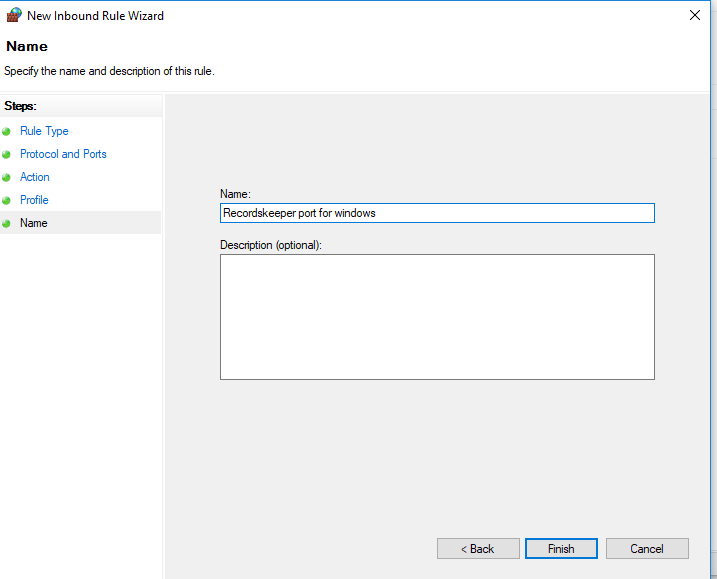 New Inbound Rule Wizard
Name
Specify the name and description of this rule.
Steps:
Rule Type
Protocol and Ports
Action
Profile
Name
Name:
Recordskeeper port for windows
Description (optional):
< Back
Finish
Cancel